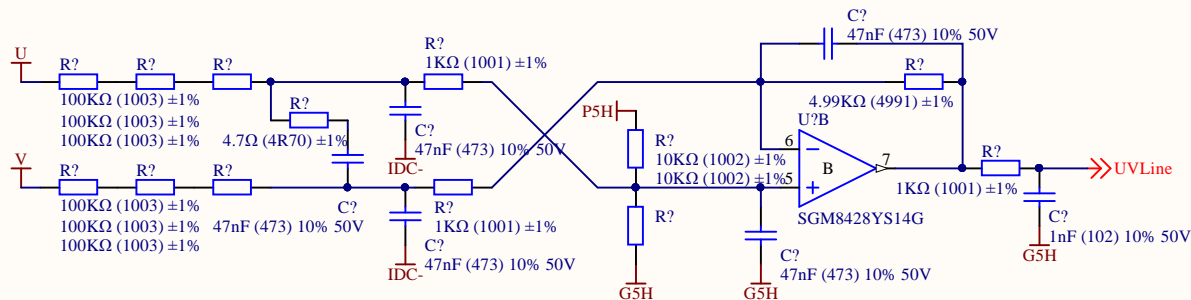 C?
47nF (473) 10% 50V
U
R?
R?
R?
R?
1KΩ (1001) ±1%
R?
100KΩ (1003) ±1%
100KΩ (1003) ±1%
100KΩ (1003) ±1%
R?
4.7Ω (4R70) ±1%
C?
47nF (473) 10% 50V
IDC-
4.99KΩ (4991) ±1%
P5H
U?B
R?
10KΩ (1002) ±1%
10KΩ (1002) ±1%
6
5
B
7
R?
1KΩ (1001) ±1%
UVLine
V
R?
R?
R?
100KΩ (1003) ±1%
100KΩ (1003) ±1%
100KΩ (1003) ±1%
C?
47nF (473) 10% 50V
R?
1KΩ (1001) ±1%
C?
47nF (473) 10% 50V
IDC-
R?
G5H
SGM8428YS14G
C?
47nF (473) 10% 50V
G5H
C?
1nF (102) 10% 50V
G5H